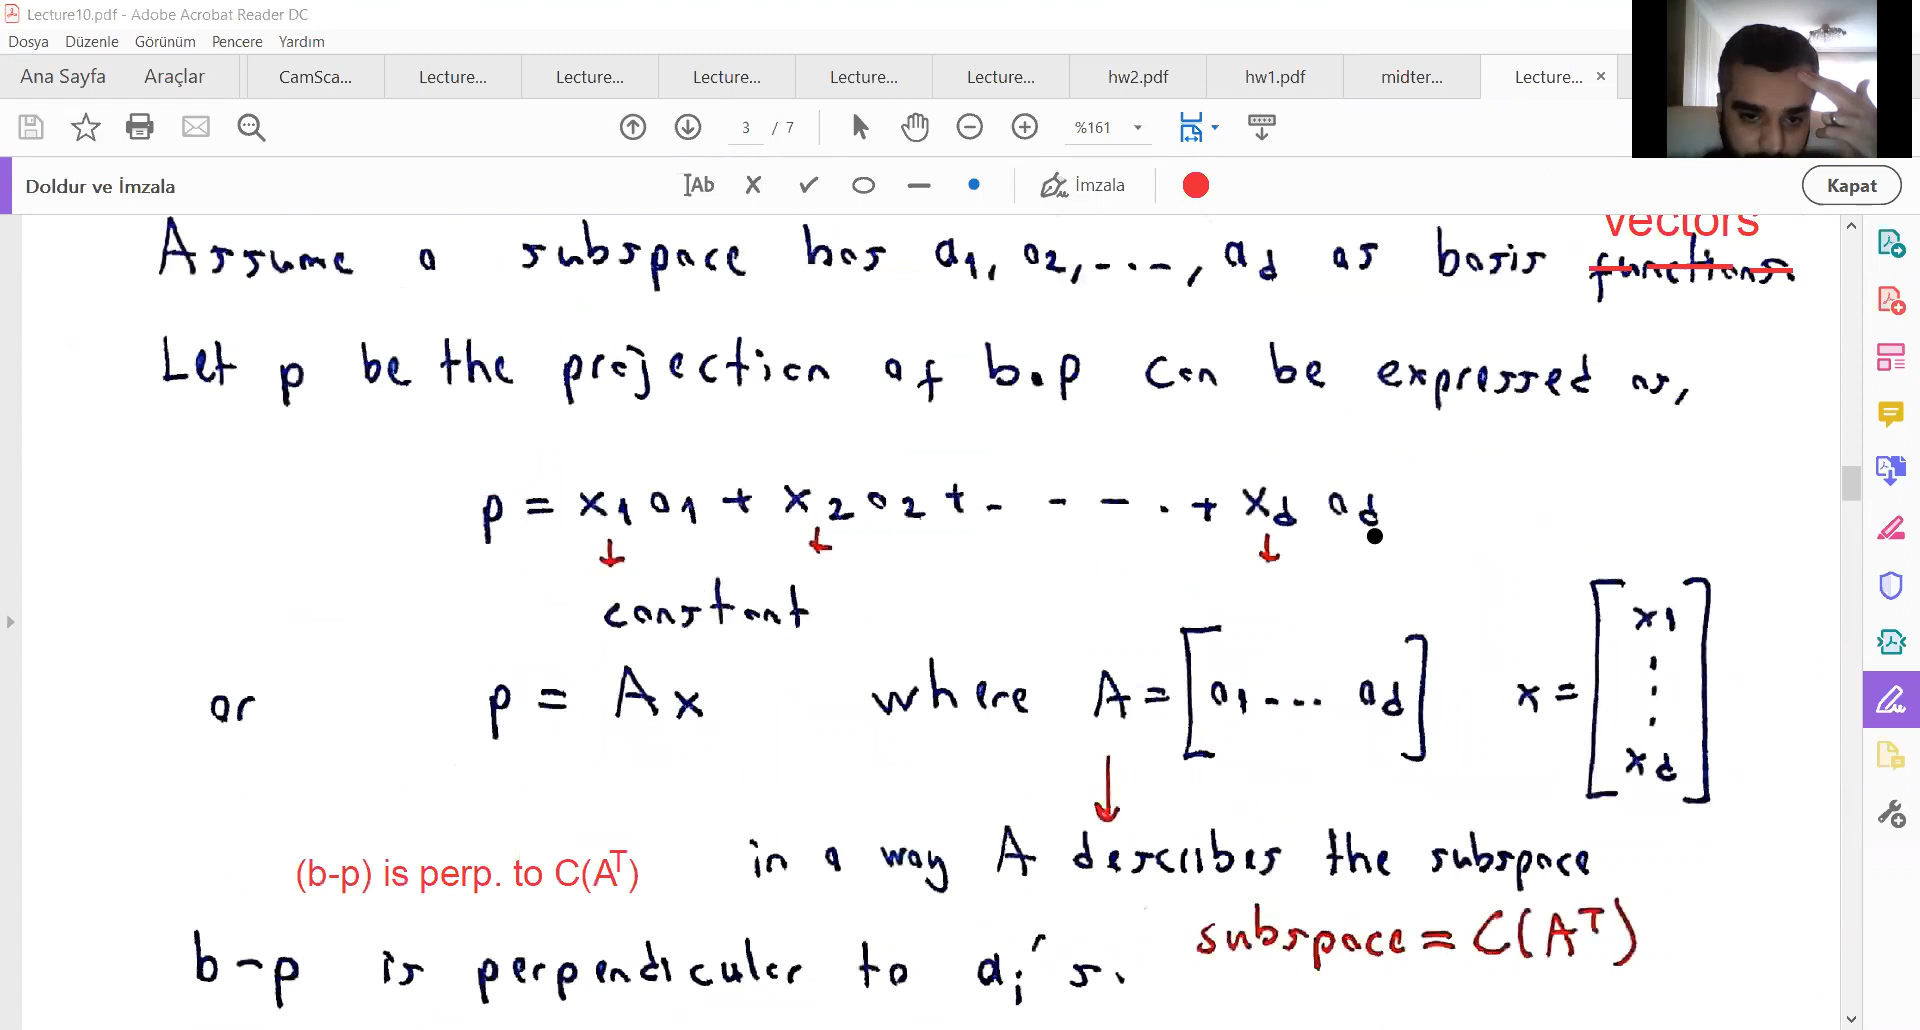 Lecture10.pdf - Adobe Acrobat Reader DC
Dosya Düzenle Görünüm Pencere Yardım
Ana Sayfa Araçlar CamSca... Lecture... Lecture... Lecture... Lecture... Lecture... hw2.pdf hw1.pdf midter... Lecture... ×
3 / 7 %161
Doldur ve İmzala IAb İmzala Kapat
vectors
Assume a subspace has a1, a2, ..., ad as basis functions.
Let p be the projection of b. p can be expressed as,
p = x1 a1 + x2 a2 + - - - . + xd ad
constant
or p = Ax where A = [a1 ... ad] x = [x1 ⋮ xd]
in a way A describes the subspace
(b-p) is perp. to C(Aᵀ)
subspace = C(Aᵀ)
b-p is perpendicular to ai's.